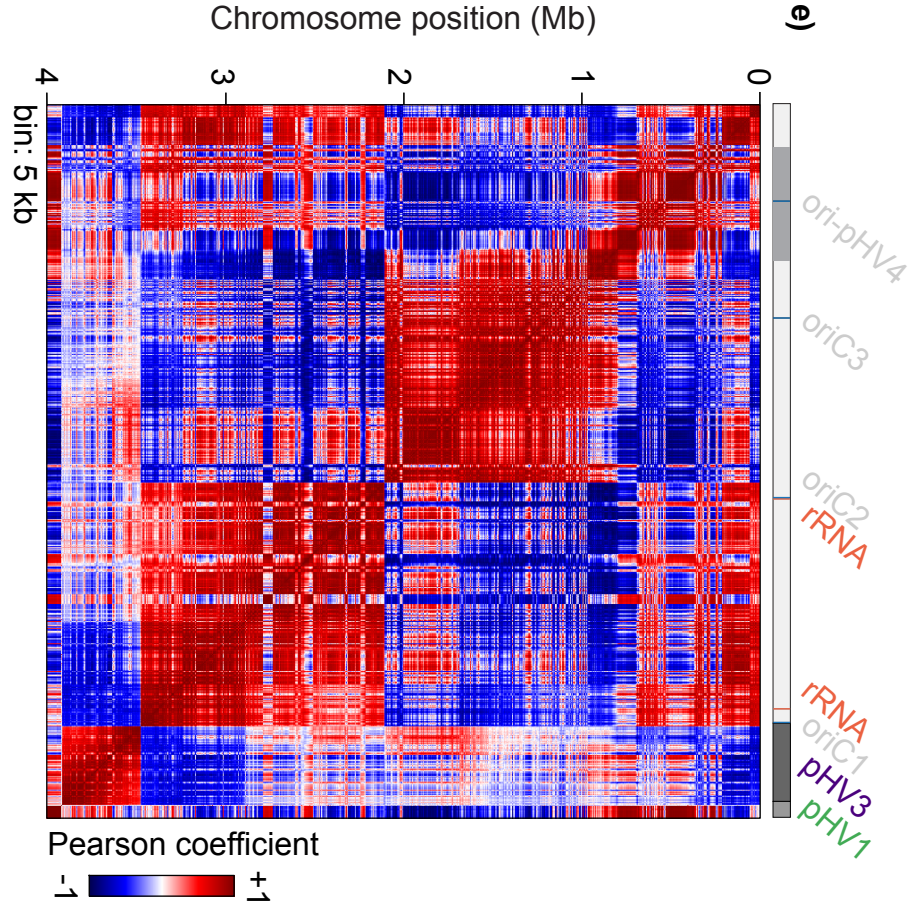 Chromosome position (Mb)
e)
4
3
2
1
0
bin: 5 kb
ori-pHV4
oriC3
oriC2
rRNA
rRNA
oriC1
pHV3
pHV1
Pearson coefficient
-1
+1